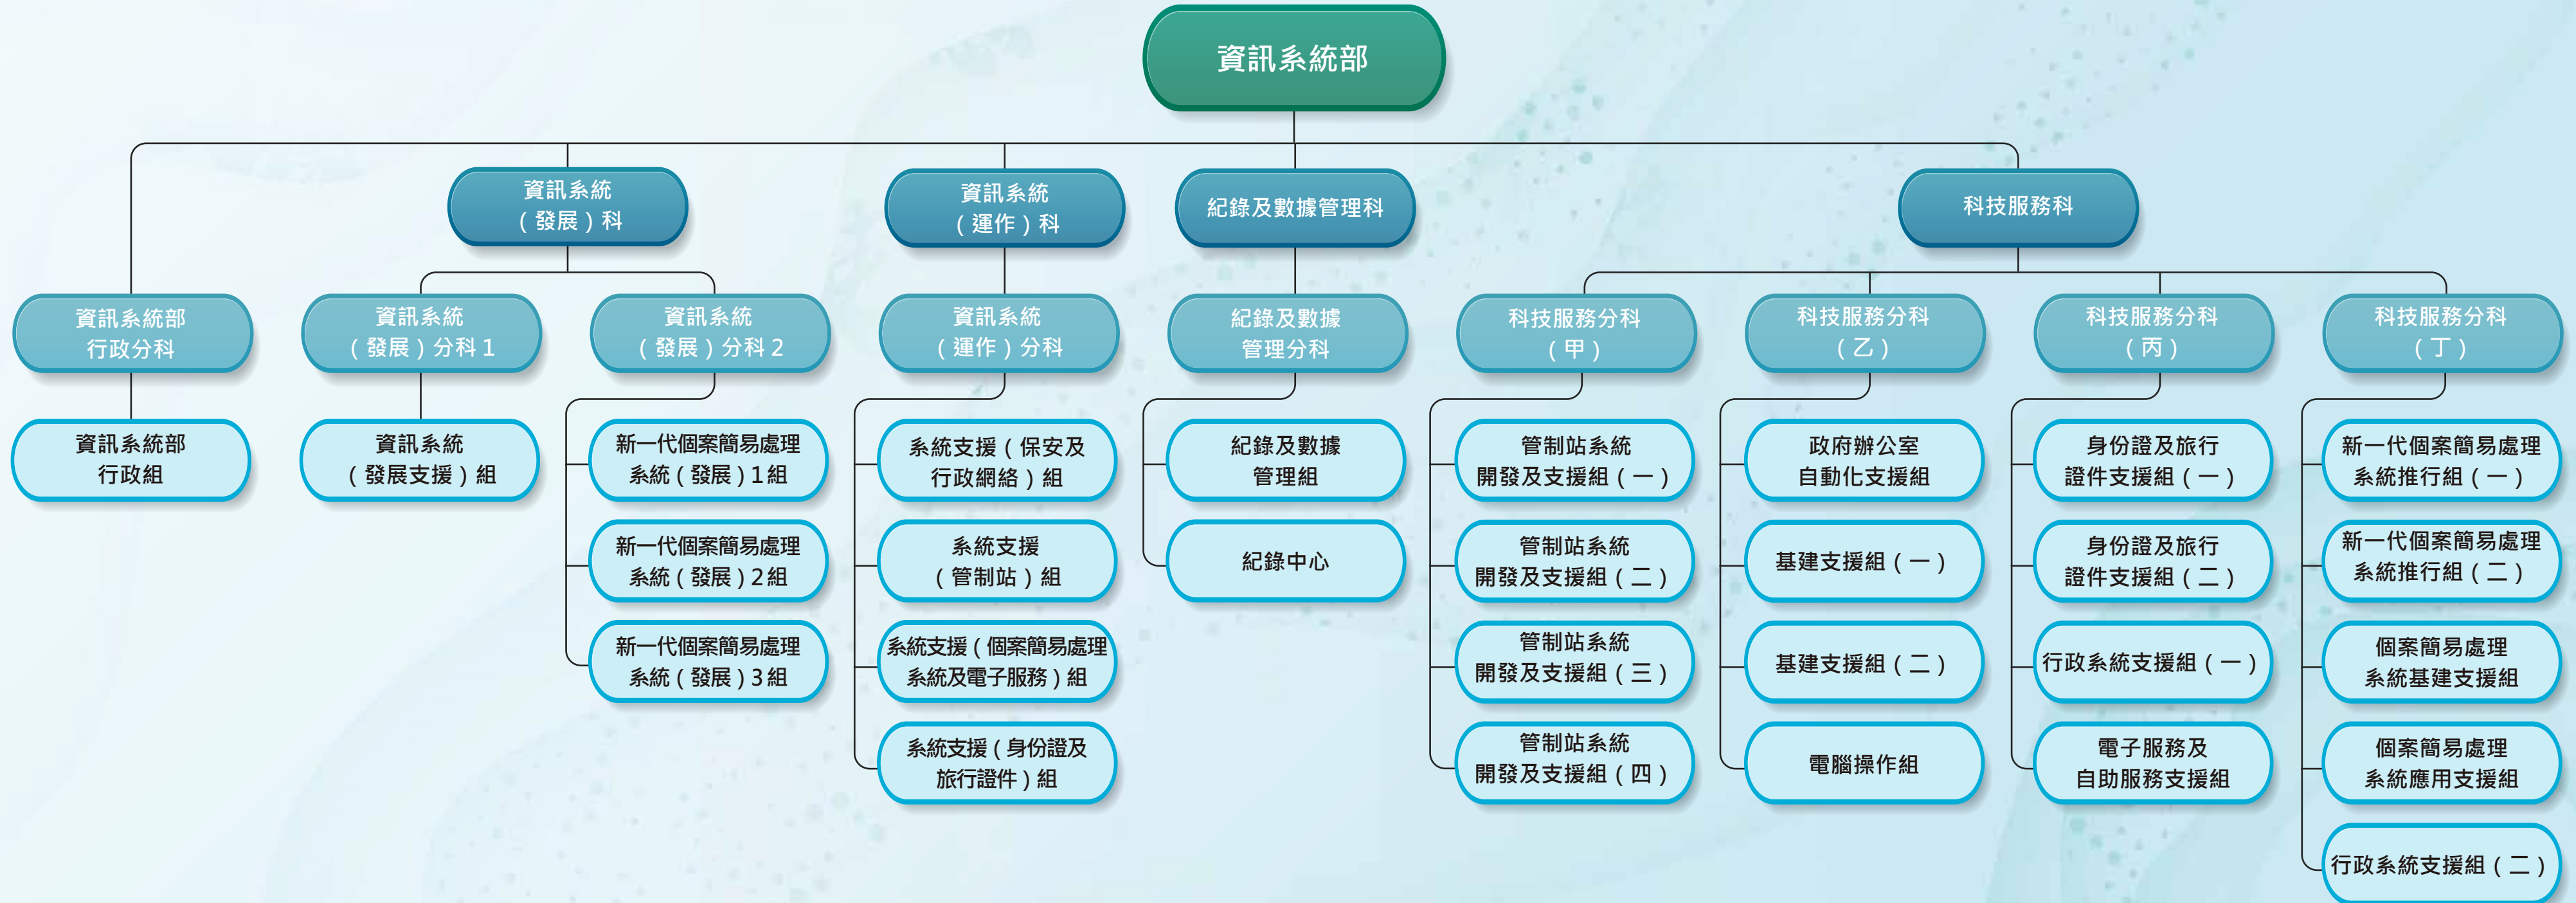 資訊系統部
資訊系統
（發展）科
資訊系統
（運作）科
紀錄及數據管理科
科技服務科
資訊系統部
行政分科
資訊系統
（發展）分科 1
資訊系統
（發展）分科 2
資訊系統
（運作）分科
紀錄及數據
管理分科
科技服務分科
（甲）
科技服務分科
（乙）
科技服務分科
（丙）
科技服務分科
（丁）
資訊系統部
行政組
資訊系統
（發展支援）組
新一代個案簡易處理
系統（發展）1組
新一代個案簡易處理
系統（發展）2組
新一代個案簡易處理
系統（發展）3組
系統支援（保安及
行政網絡）組
系統支援
（管制站）組
系統支援（個案簡易處理
系統及電子服務）組
系統支援（身份證及
旅行證件）組
紀錄及數據
管理組
紀錄中心
管制站系統
開發及支援組（一）
管制站系統
開發及支援組（二）
管制站系統
開發及支援組（三）
管制站系統
開發及支援組（四）
政府辦公室
自動化支援組
基建支援組（一）
基建支援組（二）
電腦操作組
身份證及旅行
證件支援組（一）
身份證及旅行
證件支援組（二）
行政系統支援組（一）
電子服務及
自助服務支援組
新一代個案簡易處理
系統推行組（一）
新一代個案簡易處理
系統推行組（二）
個案簡易處理
系統基建支援組
個案簡易處理
系統應用支援組
行政系統支援組（二）